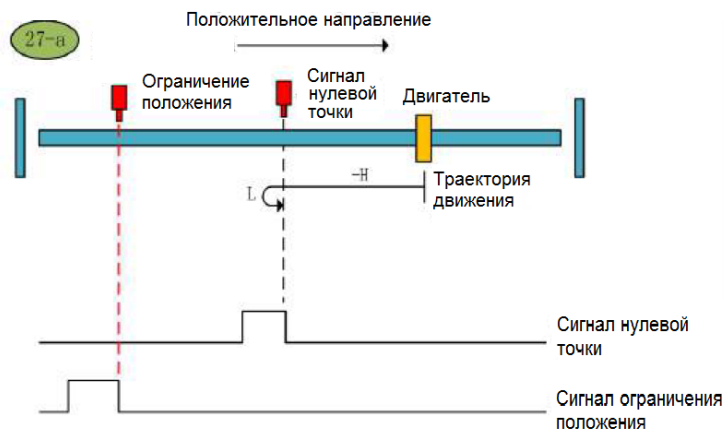 27-a
Положительное направление
Ограничение
положения
Сигнал
нулевой
точки
Двигатель
-H
L
Траектория
движения
Сигнал нулевой
точки
Сигнал ограничения
положения